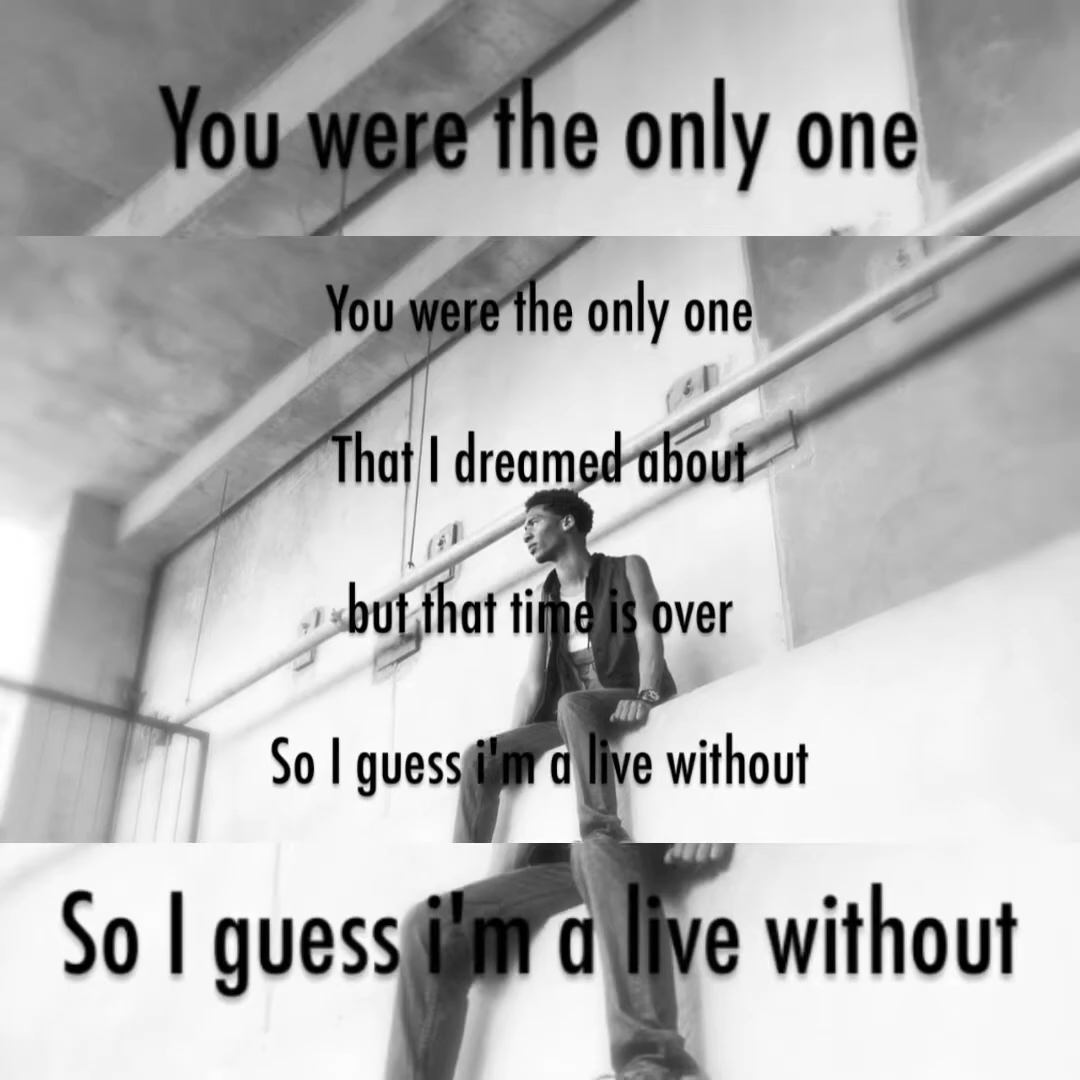 You were the only one
You were the only one
That I dreamed about
but that time is over
So I guess i'm a live without
So I guess i'm a live without